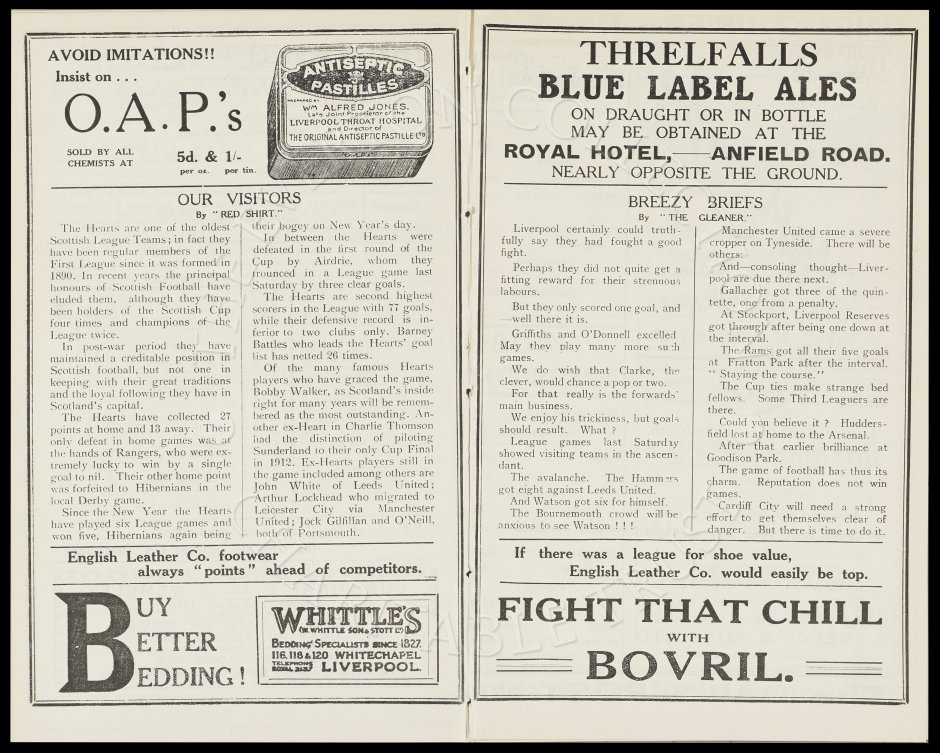 AVOID IMITATIONS!!
Insist on . . .
O.A.P.'s
SOLD BY ALL
CHEMISTS AT
5d. & 1/-
per oz. per tin.
ANTISEPTIC
PASTILLES
PREPARED BY
WM ALFRED JONES.
Late Joint Proprietor of the
LIVERPOOL THROAT HOSPITAL
and Director of
THE ORIGINAL ANTISEPTIC PASTILLE LTD
OUR VISITORS
By "RED SHIRT."
The Hearts are one of the oldest
Scottish League Teams; in fact they
have been regular members of the
First League since it was formed in
1890. In recent years the principal
honours of Scottish Football have
eluded them, although they have
been holders of the Scottish Cup
four times and champions of the
League twice.
In post-war period they have
maintained a creditable position in
Scottish football, but not one in
keeping with their great traditions
and the loyal following they have in
Scotland's capital.
The Hearts have collected 27
points at home and 13 away. Their
only defeat in home games was at
the hands of Rangers, who were ex-
tremely lucky to win by a single
goal to nil. Their other home point
was forfeited to Hibernians in the
local Derby game.
Since the New Year the Hearts
have played six League games and
won five, Hibernians again being
their bogey on New Year's day.
In between the Hearts were
defeated in the first round of the
Cup by Airdrie, whom they
trounced in a League game last
Saturday by three clear goals.
The Hearts are second highest
scorers in the League with 77 goals,
while their defensive record is in-
ferior to two clubs only. Barney
Battles who leads the Hearts' goal
list has netted 26 times.
Of the many famous Hearts
players who have graced the game,
Bobby Walker, as Scotland's inside
right for many years will be remem-
bered as the most outstanding. An-
other ex-Heart in Charlie Thomson
had the distinction of piloting
Sunderland to their only Cup Final
in 1912. Ex-Hearts players still in
the game included among others are
John White of Leeds United;
Arthur Lockhead who migrated to
Leicester City via Manchester
United; Jock Gilfillan and O'Neill,
both of Portsmouth.
English Leather Co. footwear
always "points" ahead of competitors.
BUY
BETTER
BEDDING!
WHITTLE'S
(W. WHITTLE SON & STOTT LTD)
BEDDING SPECIALISTS SINCE 1827.
116, 118 & 120 WHITECHAPEL
TELEPHONE
ROYAL 3137
LIVERPOOL.
THRELFALLS
BLUE LABEL ALES
ON DRAUGHT OR IN BOTTLE
MAY BE OBTAINED AT THE
ROYAL HOTEL,—ANFIELD ROAD.
NEARLY OPPOSITE THE GROUND.
BREEZY BRIEFS
By "THE GLEANER."
Liverpool certainly could truth-
fully say they had fought a good
fight.
Perhaps they did not quite get a
fitting reward for their strenuous
labours.
But they only scored one goal, and
—well there it is.
Griffiths and O'Donnell excelled
May they play many more such
games.
We do wish that Clarke, the
clever, would chance a pop or two.
For that really is the forwards'
main business.
We enjoy his trickiness, but goals
should result. What ?
League games last Saturday
showed visiting teams in the ascen-
dant.
The avalanche. The Hammers
got eight against Leeds United.
And Watson got six for himself.
The Bournemouth crowd will be
anxious to see Watson ! ! !
Manchester United came a severe
cropper on Tyneside. There will be
others.
And—consoling thought—Liver-
pool are due there next.
Gallacher got three of the quin-
tette, one from a penalty.
At Stockport, Liverpool Reserves
got through after being one down at
the interval.
The Rams got all their five goals
at Fratton Park after the interval.
"Staying the course."
The Cup ties make strange bed
fellows. Some Third Leaguers are
there.
Could you believe it ? Hudders-
field lost at home to the Arsenal.
After that earlier brilliance at
Goodison Park.
The game of football has thus its
charm. Reputation does not win
games.
Cardiff City will need a strong
effort to get themselves clear of
danger. But there is time to do it.
If there was a league for shoe value,
English Leather Co. would easily be top.
FIGHT THAT CHILL
WITH
BOVRIL.